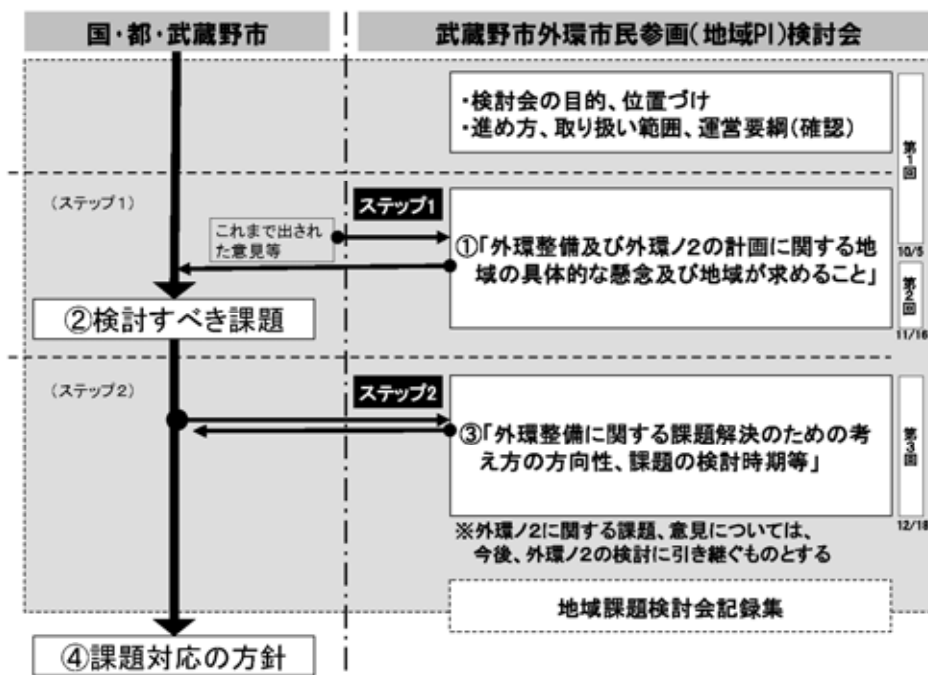 国・都・武蔵野市
武蔵野市外環市民参画(地域PI)検討会
・検討会の目的、位置づけ
・進め方、取り扱い範囲、運営要綱(確認)
第1回
(ステップ1)
ステップ1
これまで出され
た意見等
①「外環整備及び外環ノ2の計画に関する地
域の具体的な懸念及び地域が求めること」
10/5
第2回
②検討すべき課題
11/16
(ステップ2)
ステップ2
③「外環整備に関する課題解決のための考
え方の方向性、課題の検討時期等」
第3回
12/18
※外環ノ2に関する課題、意見については、
今後、外環ノ2の検討に引き継ぐものとする
地域課題検討会記録集
④課題対応の方針